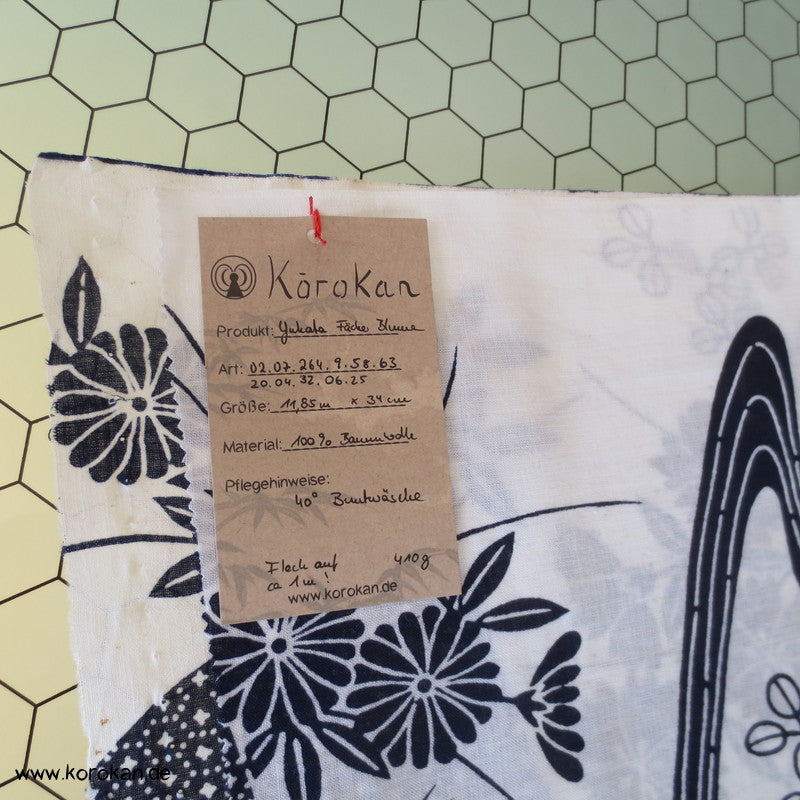 Kōrokan
Produkt: Yukata Fächer Blume
Art: 02.07.264.9.58.63
20.04.32.06.25
Größe: 11,85m x 34cm
Material: 100% Baumwolle
Pflegehinweise:
40° Buntwäsche
Fleck auf 410g
ca 1m!
www.korokan.de
www.korokan.de